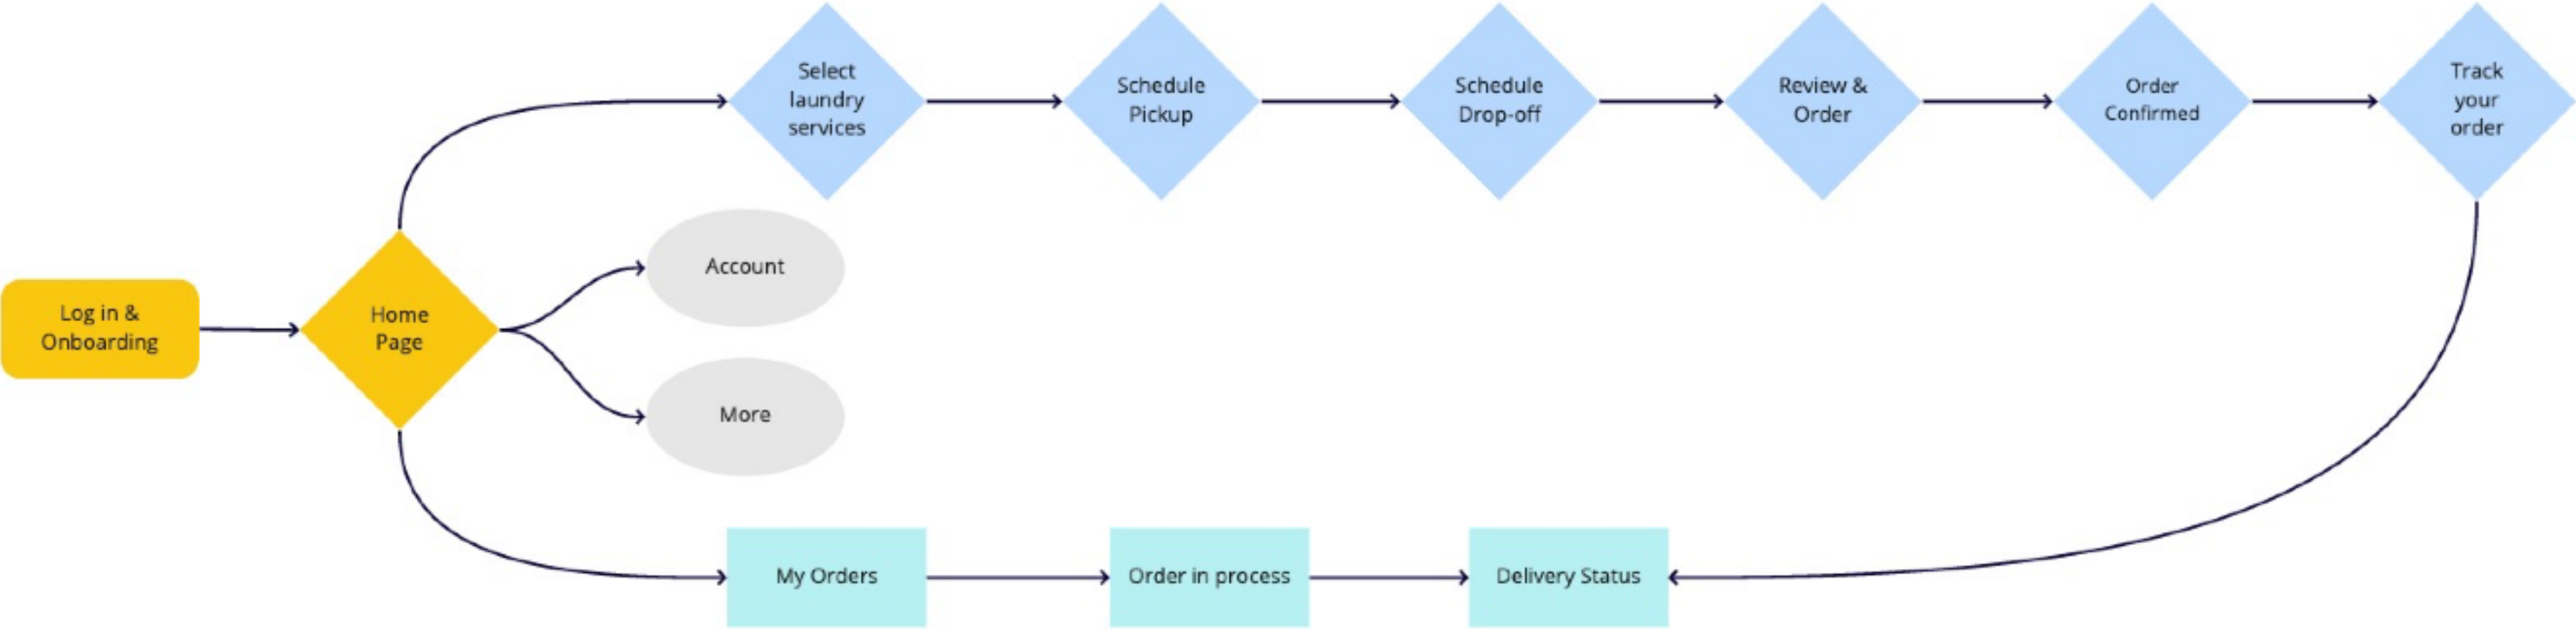 Select
laundry
services
Schedule
Pickup
Schedule
Drop-off
Review &
Order
Order
Confirmed
Track
your
order
Account
Log in &
Onboarding
Home
Page
More
My Orders
Order in process
Delivery Status